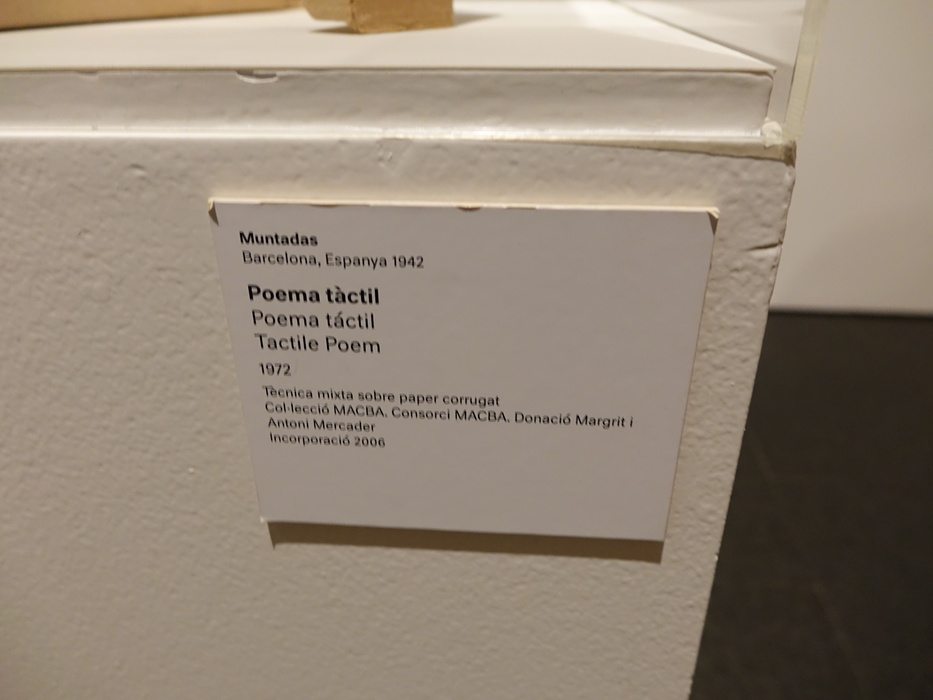 Muntadas
Barcelona, Espanya 1942
Poema tàctil
Poema táctil
Tactile Poem
1972
Tècnica mixta sobre paper corrugat
Col·lecció MACBA. Consorci MACBA. Donació Margrit i
Antoni Mercader
Incorporació 2006